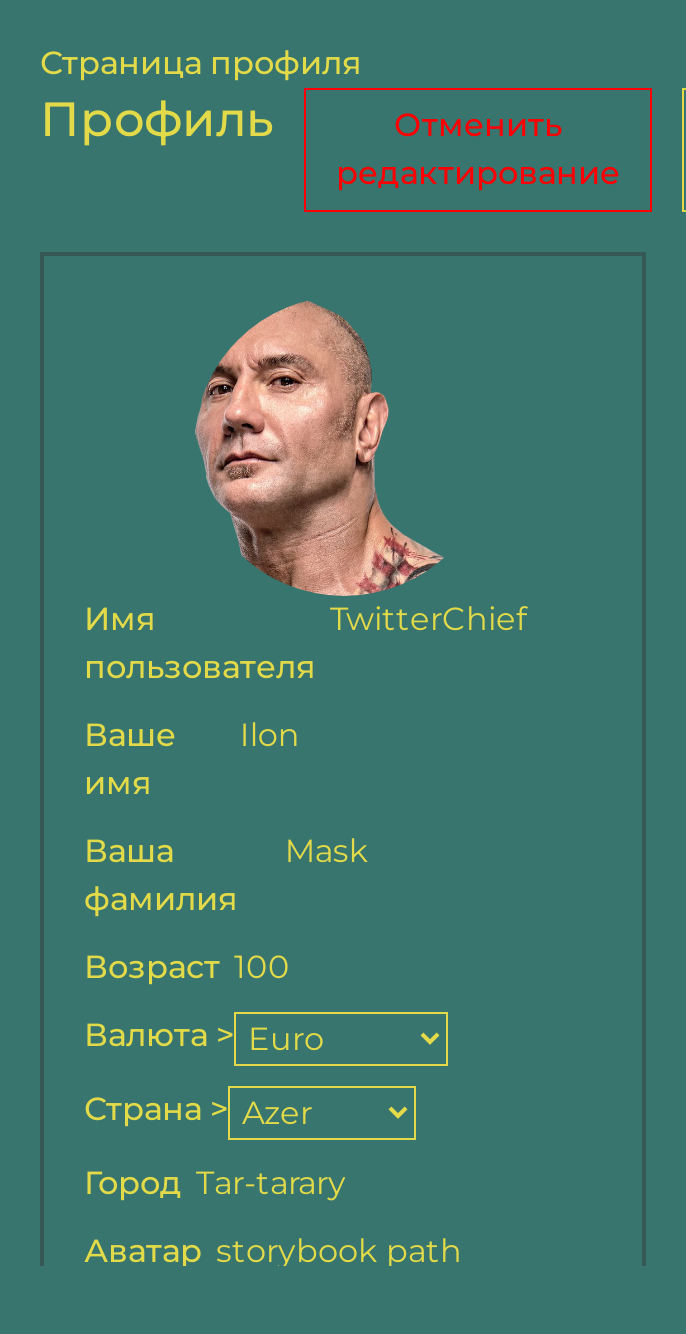 Страница профиля
Профиль
Отменить
редактирование
Имя
пользователя
TwitterChief
Ваше
имя
Ilon
Ваша
фамилия
Mask
Возраст 100
Валюта > Euro
Страна > Azer
Город Tar-tarary
Аватар storybook path